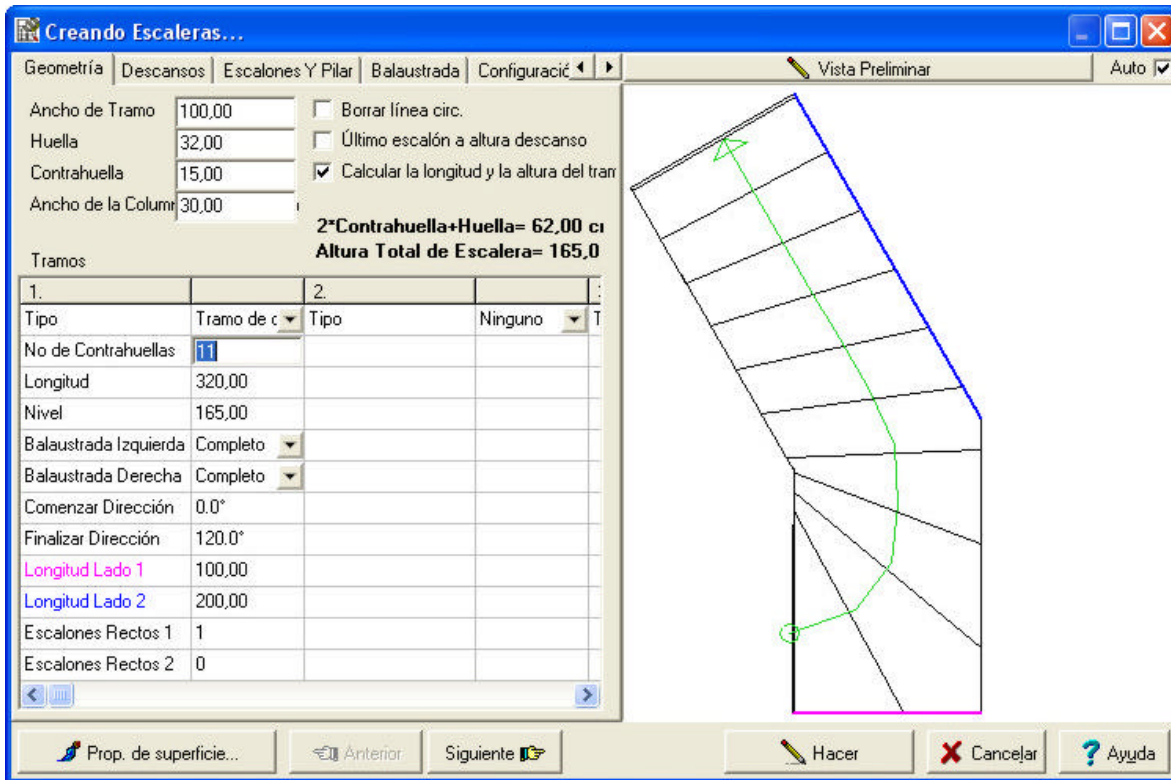 Creando Escaleras...
Geometría Descansos Escalones Y Pilar Balaustrada Configuració
Vista Preliminar Auto
Ancho de Tramo 100,00 Borrar línea circ.
Huella 32,00 Último escalón a altura descanso
Contrahuella 15,00 Calcular la longitud y la altura del tram
Ancho de la Column 30,00
2*Contrahuella+Huella= 62,00 cm
Altura Total de Escalera= 165,0
Tramos
1. 2.
Tipo Tramo de c Tipo Ninguno T
No de Contrahuellas 11
Longitud 320,00
Nivel 165,00
Balaustrada Izquierda Completo
Balaustrada Derecha Completo
Comenzar Dirección 0.0°
Finalizar Dirección 120.0°
Longitud Lado 1 100,00
Longitud Lado 2 200,00
Escalones Rectos 1 1
Escalones Rectos 2 0
Prop. de superficie... Anterior Siguiente Hacer Cancelar Ayuda